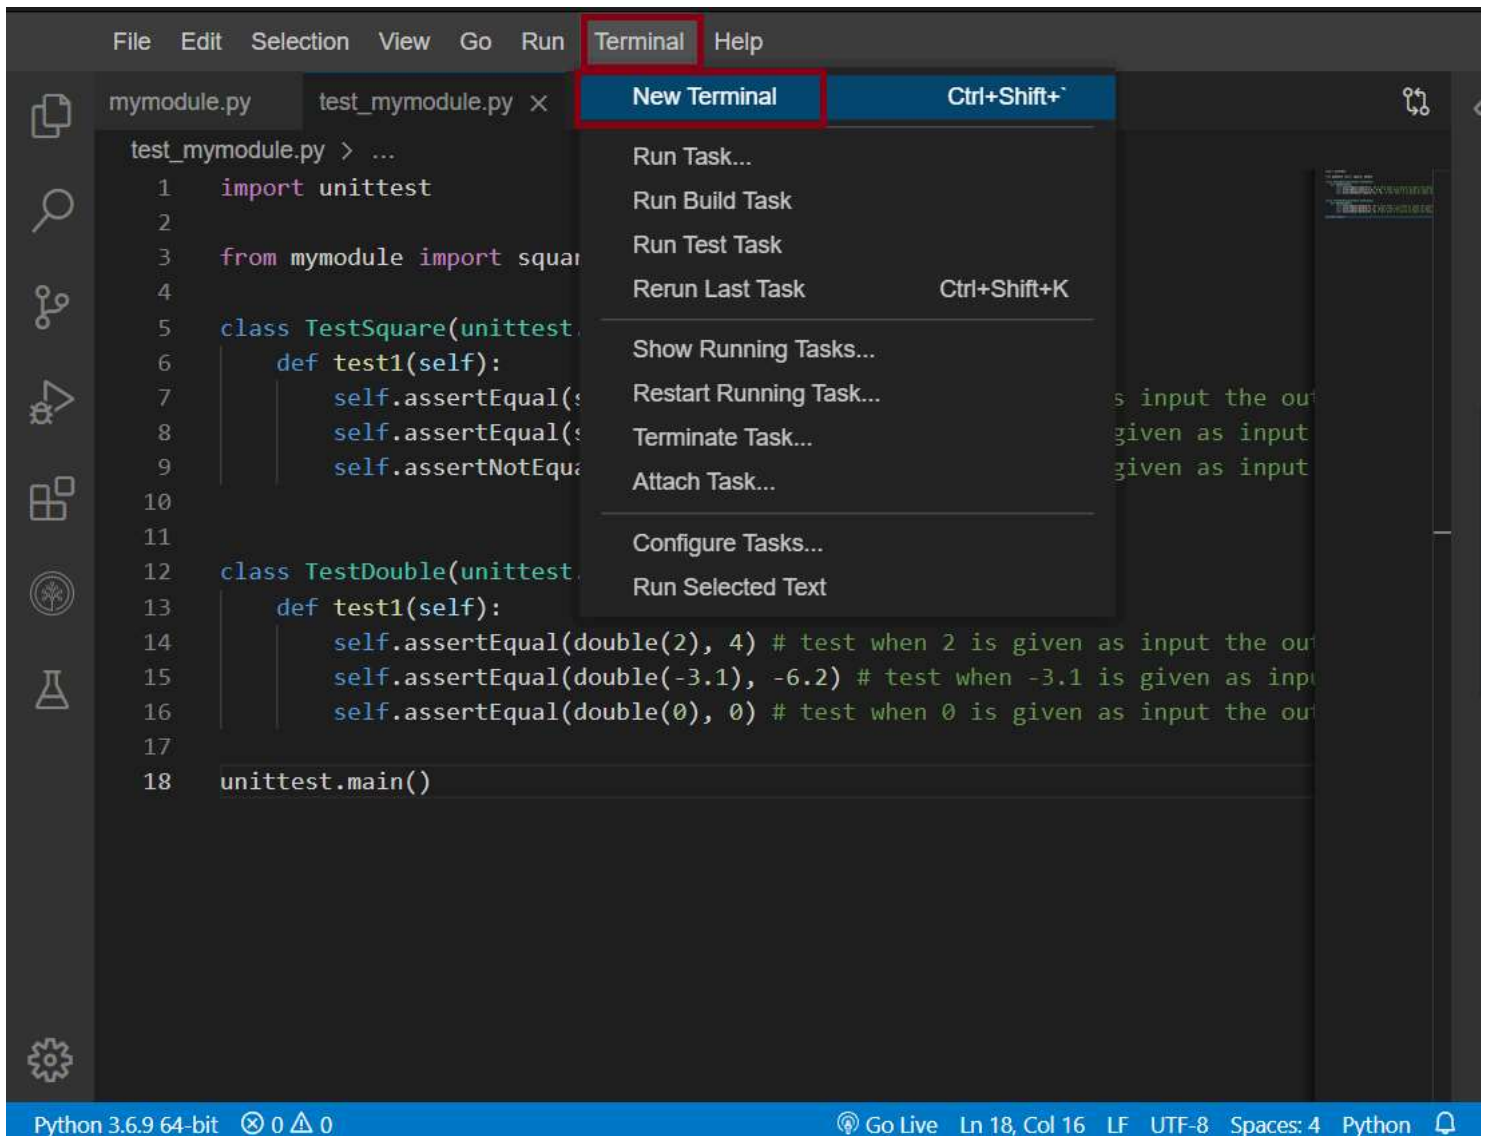 File Edit Selection View Go Run Terminal Help
mymodule.py test_mymodule.py ×
New Terminal Ctrl+Shift+`
test_mymodule.py > ...
Run Task...
Run Build Task
Run Test Task
Rerun Last Task Ctrl+Shift+K
Show Running Tasks...
Restart Running Task...
Terminate Task...
Attach Task...
Configure Tasks...
Run Selected Text
1 import unittest
2
3 from mymodule import
4
5 class TestSquare(unittest.
6 def test1(self):
7 self.assertEqual( input the
8 self.assertEqual( given as input
9 given as input
10
11
12 class TestDouble(unittest.
13 def test1(self):
14 self.assertEqual(double(2), 4) # test when 2 is given as input the
15 self.assertEqual(double(-3.1), -6.2) # test when -3.1 is given as
16 self.assertEqual(double(0), 0) # test when 0 is given as input the
17
18 unittest.main()
Python 3.6.9 64-bit 0 0 Go Live Ln 18, Col 16 LF UTF-8 Spaces: 4 Python